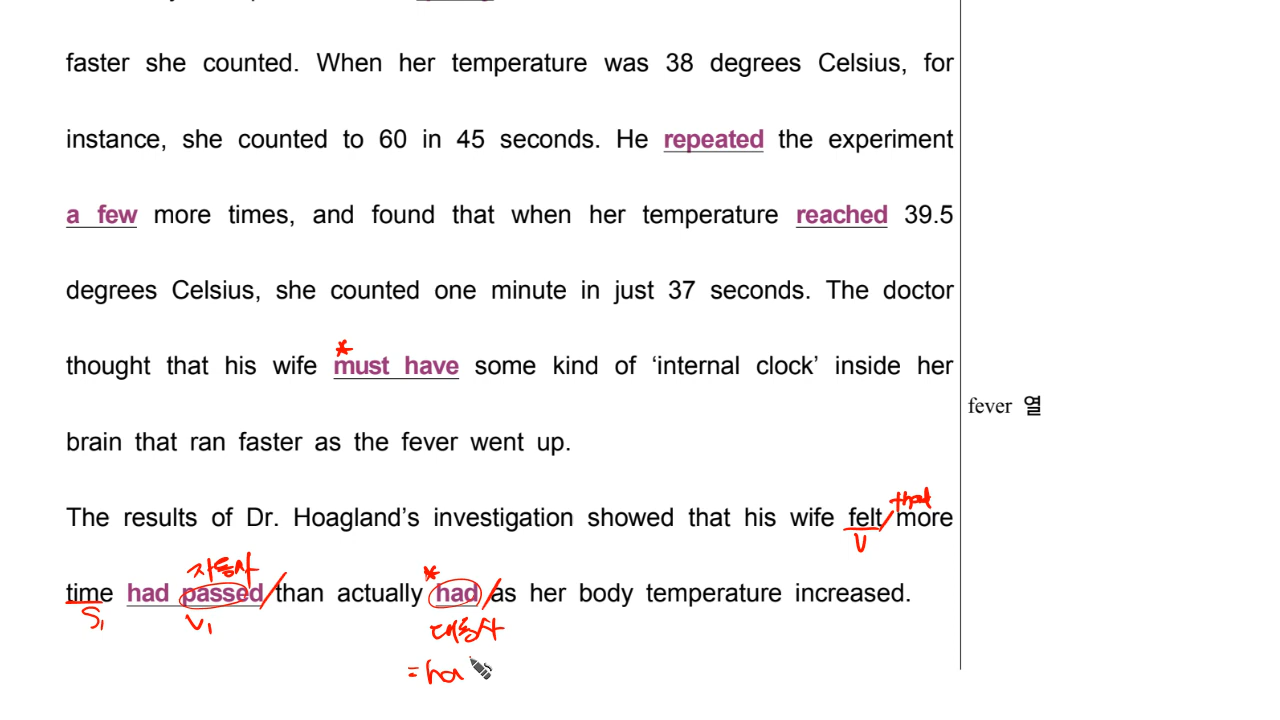 faster she counted. When her temperature was 38 degrees Celsius, for
instance, she counted to 60 in 45 seconds. He repeated the experiment
a few more times, and found that when her temperature reached 39.5
degrees Celsius, she counted one minute in just 37 seconds. The doctor
*
thought that his wife must have some kind of ‘internal clock’ inside her
fever 열
brain that ran faster as the fever went up.
that
The results of Dr. Hoagland’s investigation showed that his wife felt / more
V
자동사 *
time had passed / than actually had / as her body temperature increased.
S1 V1 대동사
= ha